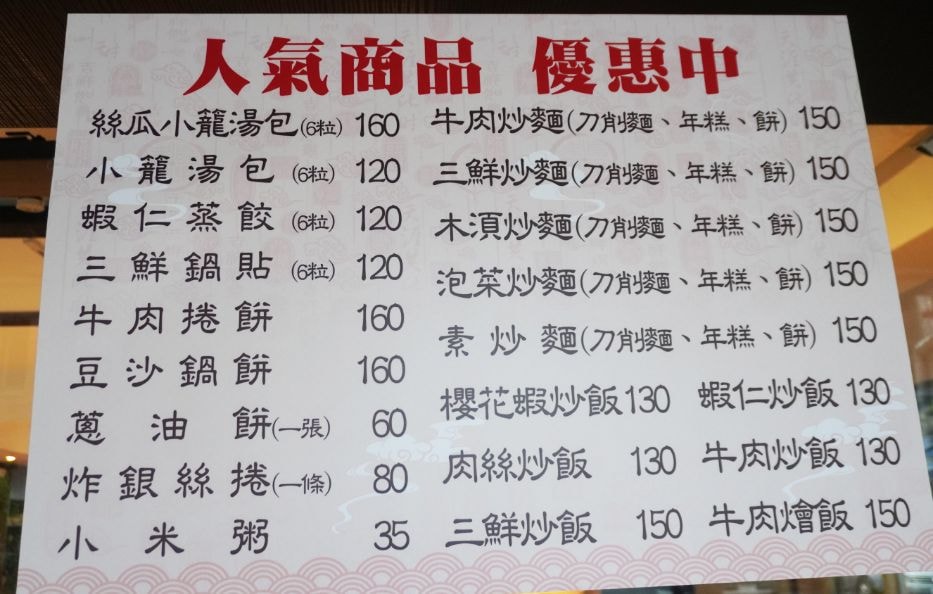 人氣商品 優惠中
絲瓜小籠湯包(6粒) 160
小籠湯包(6粒) 120
蝦仁蒸餃(6粒) 120
三鮮鍋貼(6粒) 120
牛肉捲餅 160
豆沙鍋餅 160
蔥油餅(一張) 60
炸銀絲捲(一條) 80
小米粥 35
牛肉炒麵(刀削麵、年糕、餅) 150
三鮮炒麵(刀削麵、年糕、餅) 150
木須炒麵(刀削麵、年糕、餅) 150
泡菜炒麵(刀削麵、年糕、餅) 150
素炒麵(刀削麵、年糕、餅) 150
櫻花蝦炒飯 130 蝦仁炒飯 130
肉絲炒飯 130 牛肉炒飯 130
三鮮炒飯 150 牛肉燴飯 150